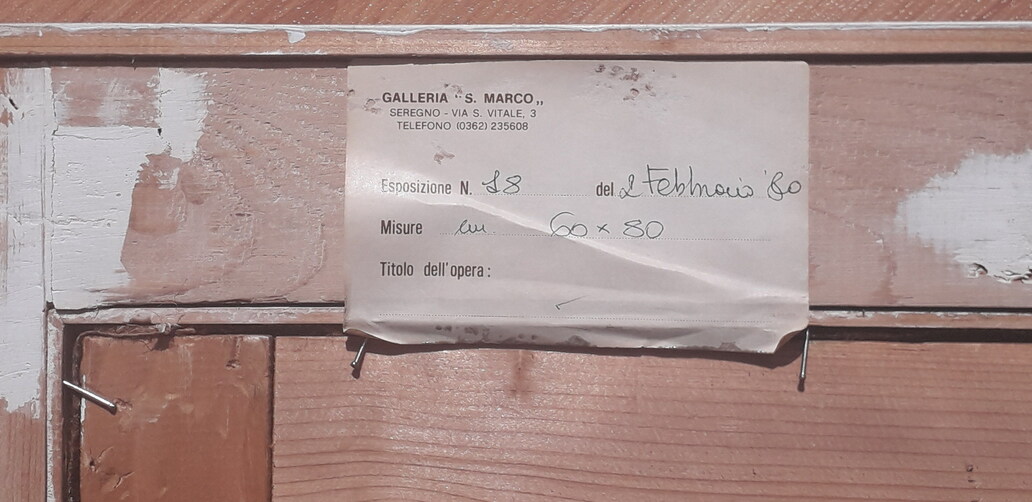 GALLERIA "S. MARCO„
SEREGNO - VIA S. VITALE, 3
TELEFONO (0362) 235608
Esposizione N. 18 del 2 Febbraio '80
Misure cm. 60 x 80
Titolo dell'opera: